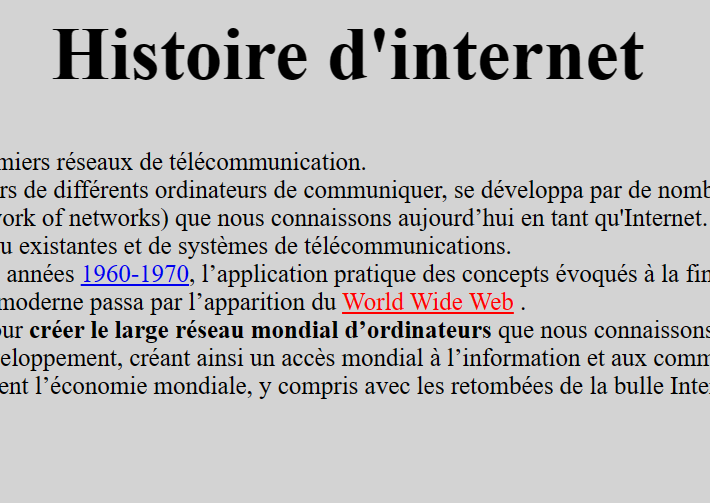 Histoire d'internet
miers réseaux de télécommunication.
rs de différents ordinateurs de communiquer, se développa par de nomb
work of networks) que nous connaissons aujourd’hui en tant qu'Internet.
u existantes et de systèmes de télécommunications.
années 1960-1970, l’application pratique des concepts évoqués à la fin
moderne passa par l’apparition du World Wide Web .
our créer le large réseau mondial d’ordinateurs que nous connaissons
eloppement, créant ainsi un accès mondial à l’information et aux comm
ent l’économie mondiale, y compris avec les retombées de la bulle Inter